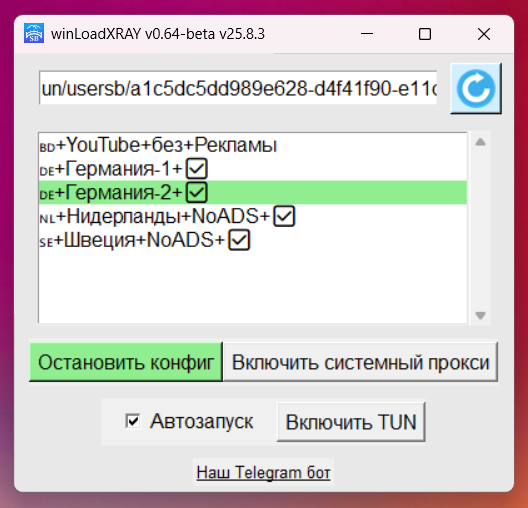 winLoadXRAY v0.64-beta v25.8.3
un/usersb/a1c5dc5dd989e628-d4f41f90-e11c
BD+YouTube+без+Рекламы
DE+Германия-1+☑
DE+Германия-2+☑
NL+Нидерланды+NoADS+☑
SE+Швеция+NoADS+☑
Остановить конфиг Включить системный прокси
Автозапуск Включить TUN
Наш Telegram бот